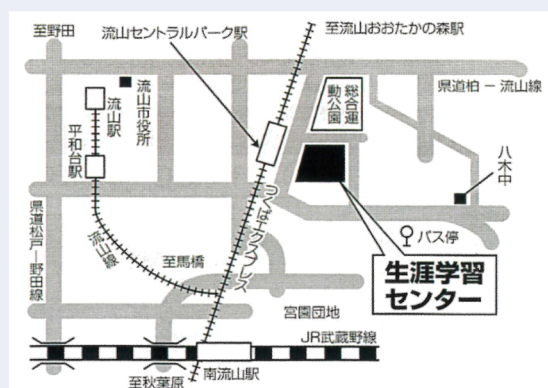 至野田
流山セントラルパーク駅
至流山おおたかの森駅
県道柏－流山線
総合運
動公園
流山市役所
流山駅
平和台駅
八木中
つくばエクスプレス
県道松戸―野田線
流山線
至馬橋
バス停
生涯学習
センター
宮園団地
JR武蔵野線
至秋葉原
南流山駅